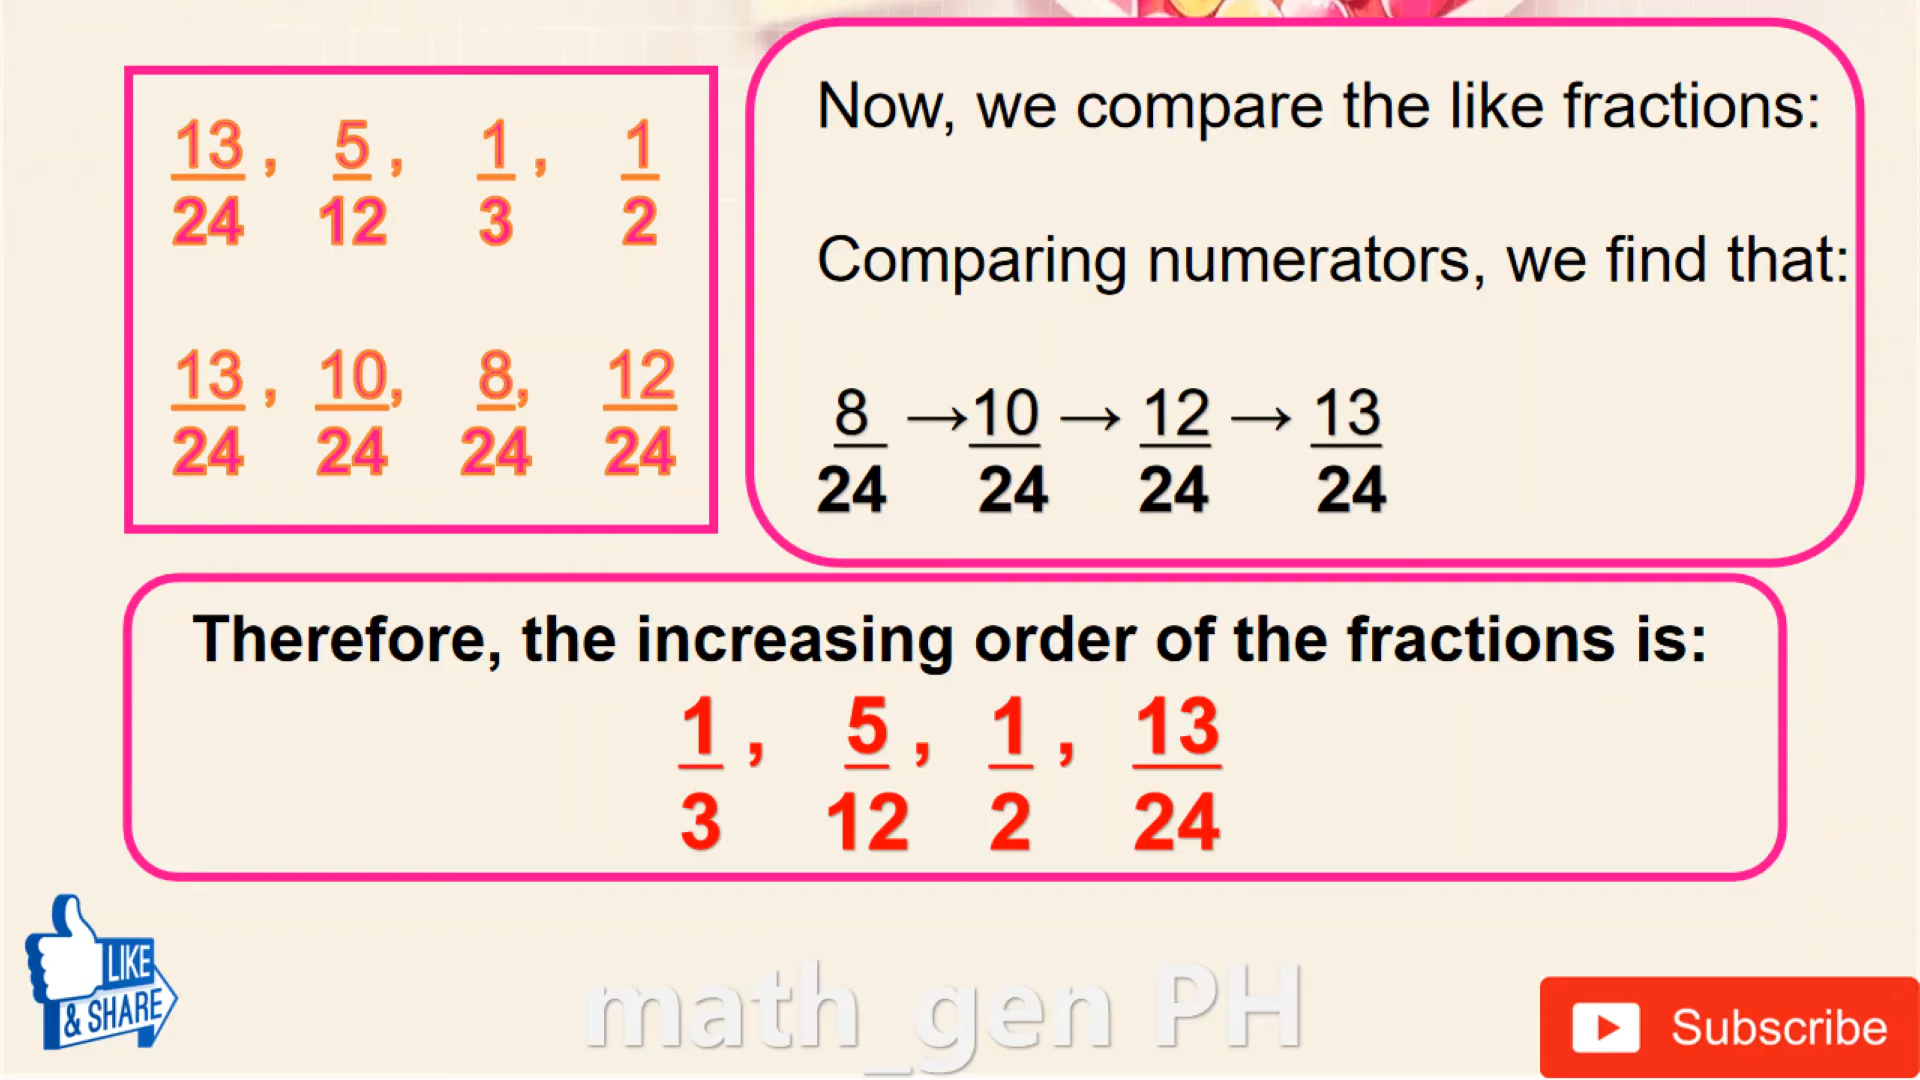 13, 5, 1, 1
24 12 3 2
13, 10, 8, 12
24 24 24 24
Now, we compare the like fractions:
Comparing numerators, we find that:
8 →10 → 12 → 13
24 24 24 24
Therefore, the increasing order of the fractions is:
1, 5, 1, 13
3 12 2 24
LIKE
& SHARE
math_gen PH
Subscribe